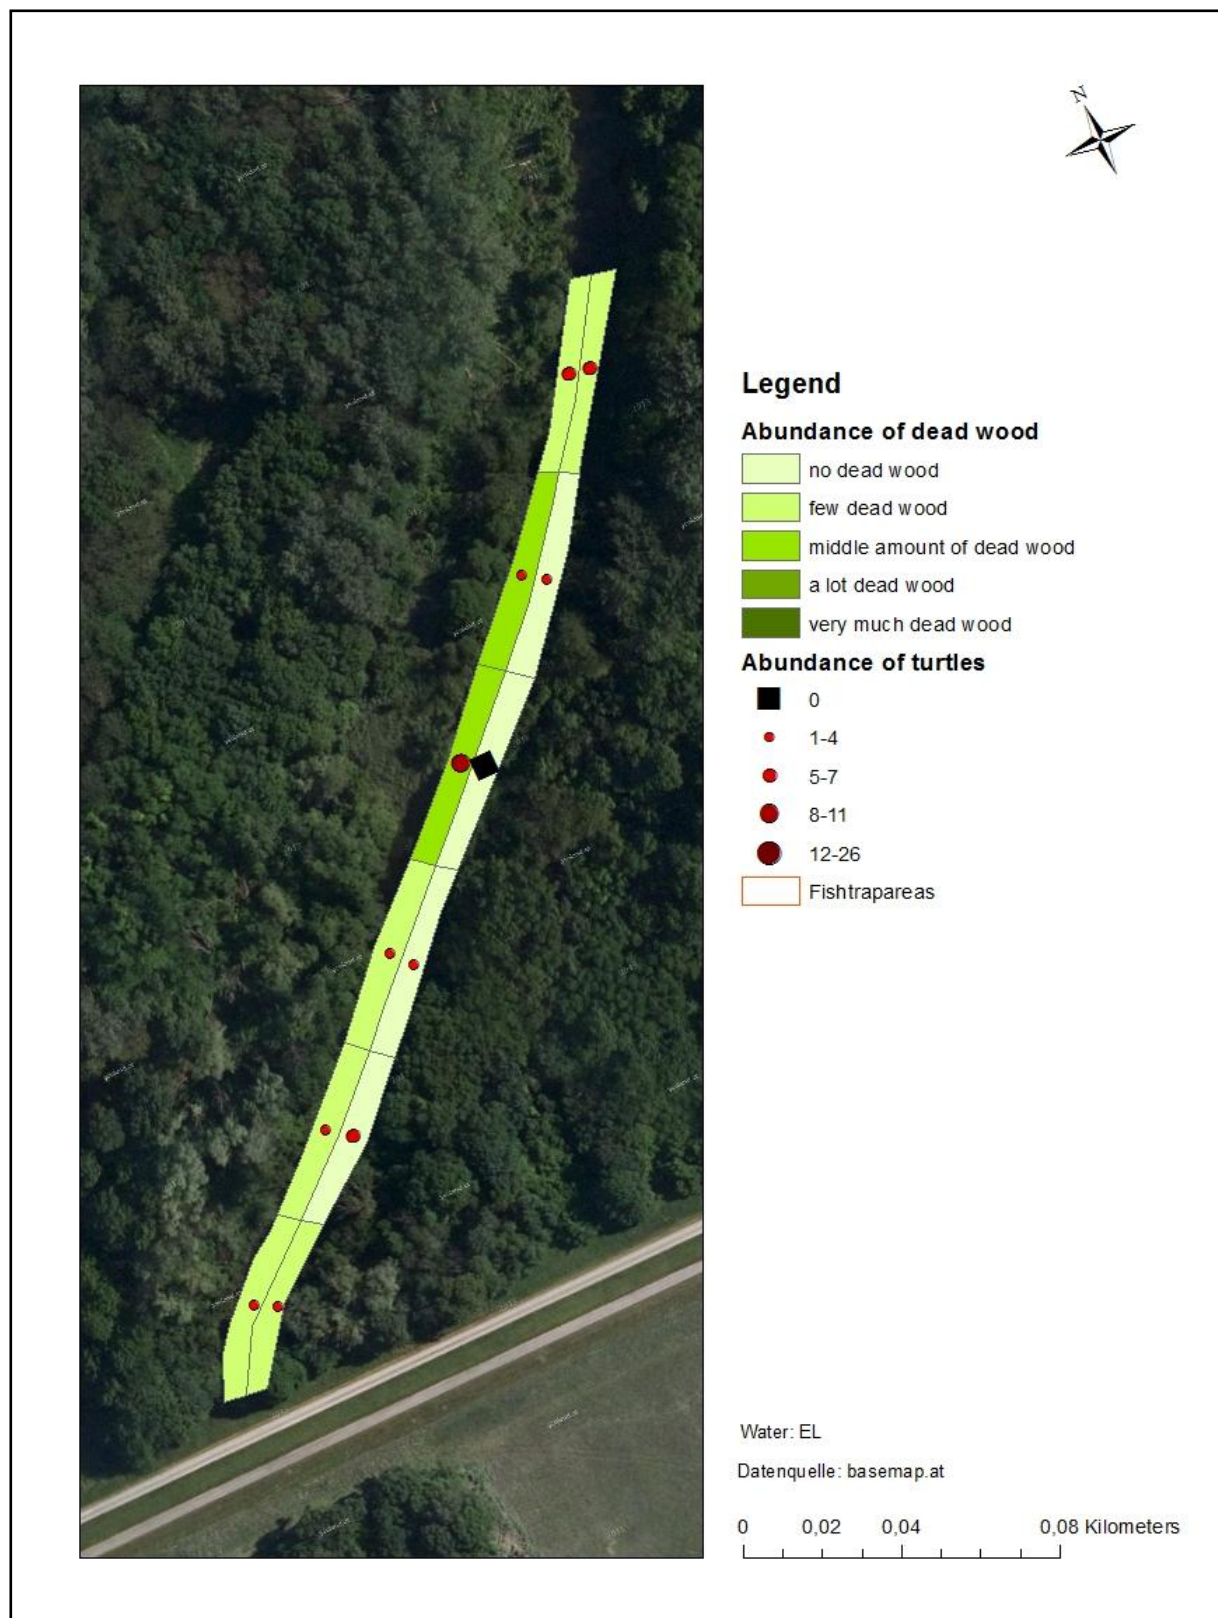 N
Legend
Abundance of dead wood
no dead wood
few dead wood
middle amount of dead wood
a lot dead wood
very much dead wood
Abundance of turtles
0
1-4
5-7
8-11
12-26
Fishtrapareas
Water: EL
Datenquelle: basemap.at
0 0,02 0,04 0,08 Kilometers